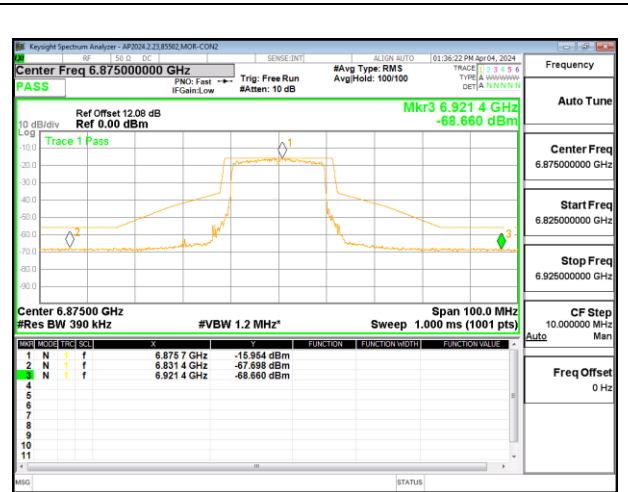 Keysight Spectrum Analyzer - AP2024.2.23,85502,MOR-CON2
RF 50 Ω DC SENSE:INT ALIGN AUTO 01:36:22 PM Apr 04, 2024
Center Freq 6.875000000 GHz
PASS
PNO: Fast
IFGain:Low
Trig: Free Run
#Atten: 10 dB
#Avg Type: RMS
Avg|Hold: 100/100
TRACE 1 2 3 4 5 6
TYPE A WWWWW
DET A N N N N N
Frequency
Auto Tune
Center Freq
6.875000000 GHz
Start Freq
6.825000000 GHz
Stop Freq
6.925000000 GHz
CF Step
10.000000 MHz
Auto Man
Freq Offset
0 Hz
Ref Offset 12.08 dB
10 dB/div Ref 0.00 dBm
Mkr3 6.921 4 GHz
-68.660 dBm
Log
Trace 1 Pass
-10.0
-20.0
-30.0
-40.0
-50.0
-60.0
-70.0
-80.0
-90.0
1
2
3
Center 6.87500 GHz Span 100.0 MHz
#Res BW 390 kHz #VBW 1.2 MHz* Sweep 1.000 ms (1001 pts)
MKR MODE TRC SCL X Y FUNCTION FUNCTION WIDTH FUNCTION VALUE
1 N 1 f 6.875 7 GHz -15.954 dBm
2 N 1 f 6.831 4 GHz -67.698 dBm
3 N 1 f 6.921 4 GHz -68.660 dBm
4
5
6
7
8
9
10
11
MSG STATUS